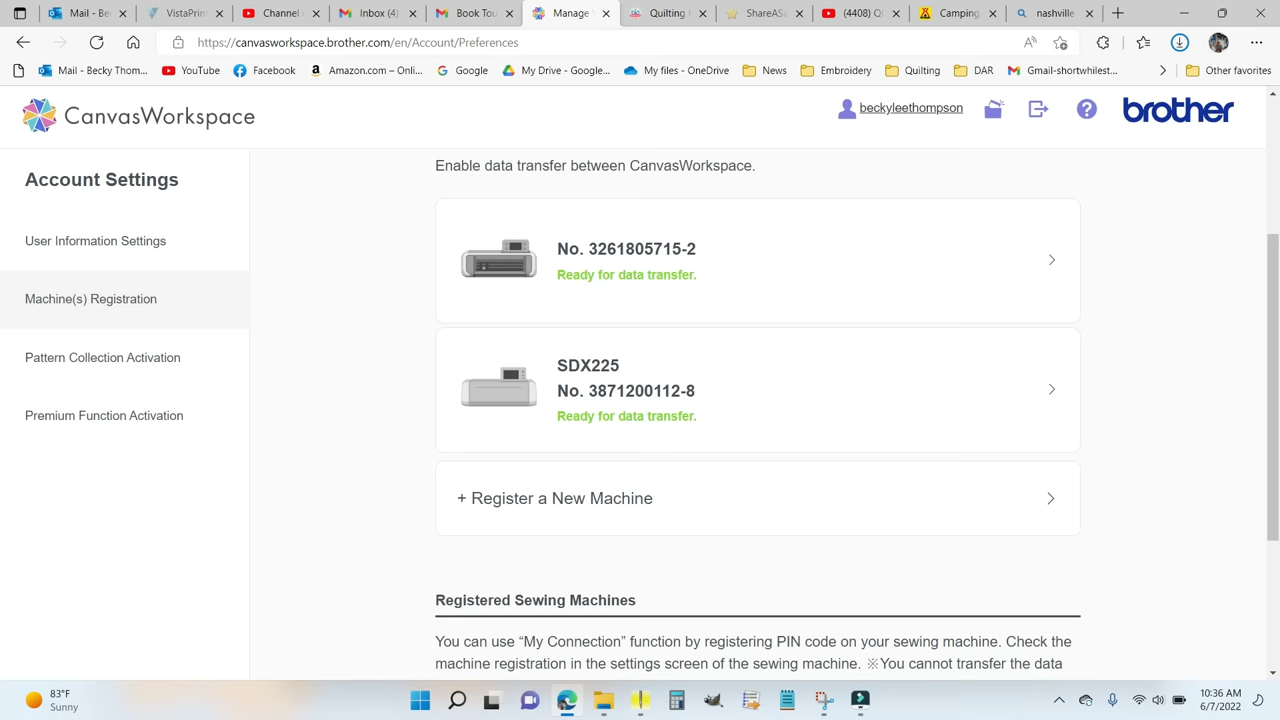 Mail - Be
VistaPrim
Channel
Gmail
Inbox (4)
Book Tou
Manage
Quilting
ShareASa
(4408) Q
Camping
nashville
https://canvasworkspace.brother.com/en/Account/Preferences
Mail - Becky Thom...
YouTube
Facebook
Amazon.com – Onli...
Google
My Drive - Google...
My files - OneDrive
News
Embroidery
Quilting
DAR
Gmail-shortwhilest...
Other favorites
CanvasWorkspace
beckyleethompson
brother
Account Settings
User Information Settings
Machine(s) Registration
Pattern Collection Activation
Premium Function Activation
Enable data transfer between CanvasWorkspace.
No. 3261805715-2
Ready for data transfer.
SDX225
No. 3871200112-8
Ready for data transfer.
+ Register a New Machine
Registered Sewing Machines
You can use “My Connection” function by registering PIN code on your sewing machine. Check the
machine registration in the settings screen of the sewing machine. ※You cannot transfer the data
83°F
Sunny
10:36 AM
6/7/2022